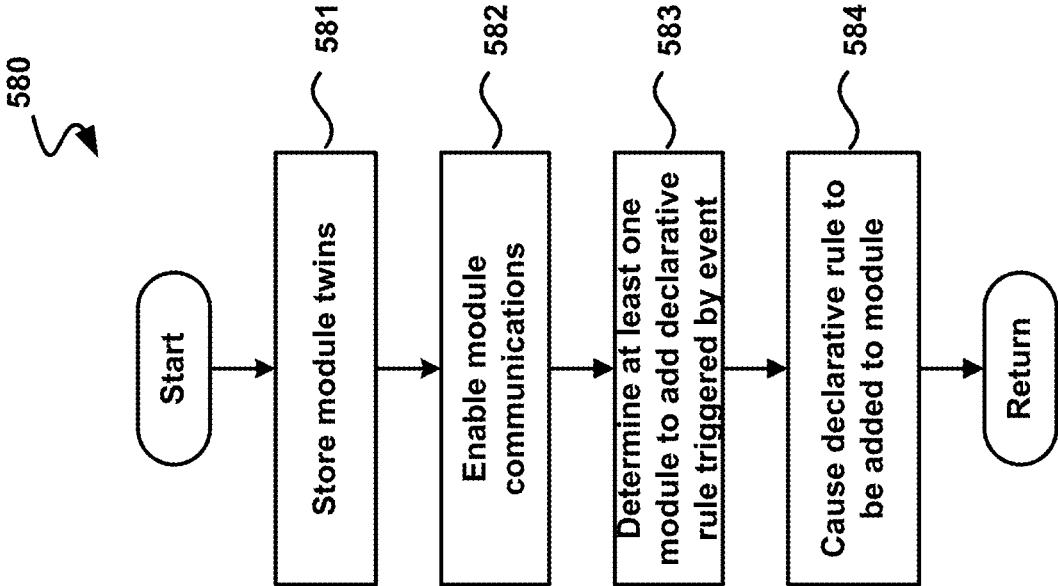 580
Start
Store module twins
581
Enable module
communications
582
Determine at least one
module to add declarative
rule triggered by event
583
Cause declarative rule to
be added to module
584
Return